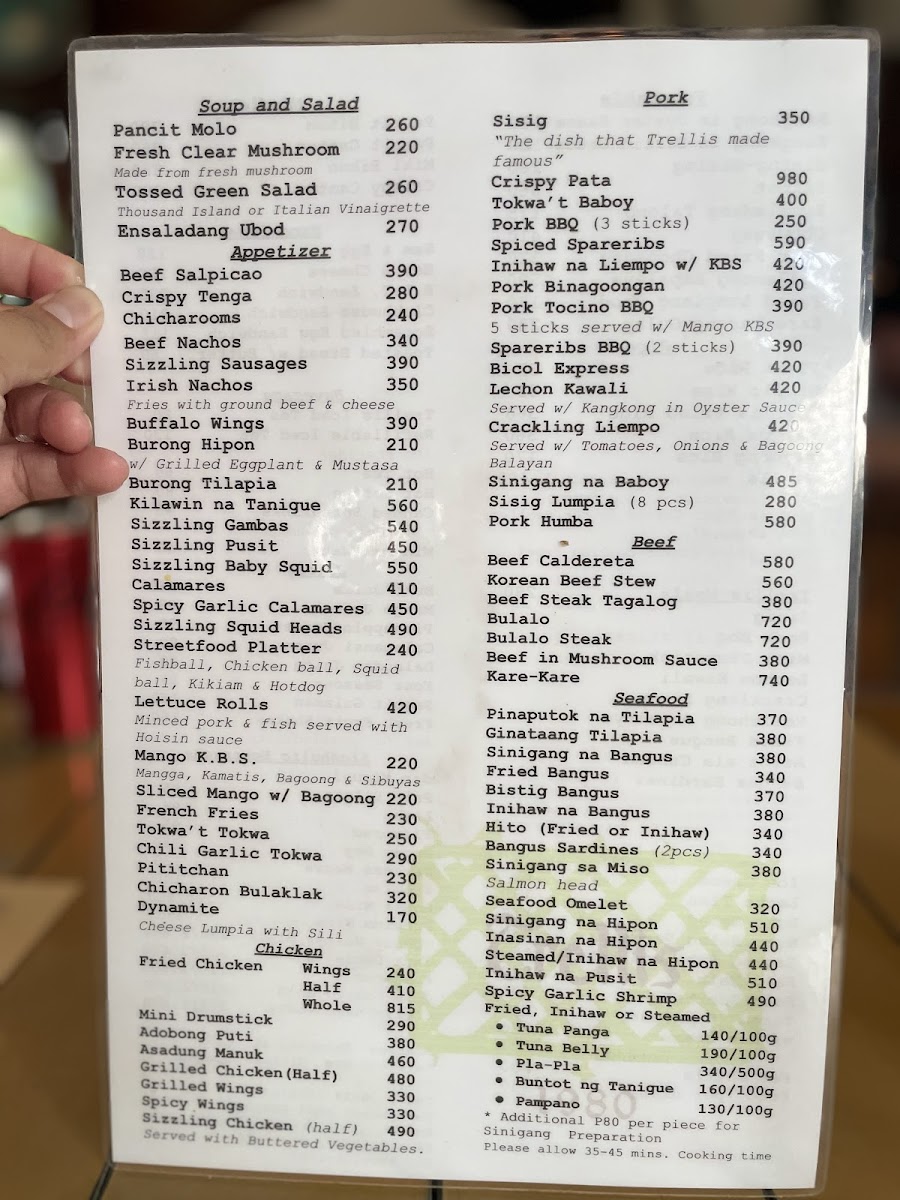 Soup and Salad
Pancit Molo 260
Fresh Clear Mushroom 220
Made from fresh mushroom
Tossed Green Salad 260
Thousand Island or Italian Vinaigrette
Ensaladang Ubod 270
Appetizer
Beef Salpicao 390
Crispy Tenga 280
Chicharooms 240
Beef Nachos 340
Sizzling Sausages 390
Irish Nachos 350
Fries with ground beef & cheese
Buffalo Wings 390
Burong Hipon 210
w/ Grilled Eggplant & Mustasa
Burong Tilapia 210
Kilawin na Tanigue 560
Sizzling Gambas 540
Sizzling Pusit 450
Sizzling Baby Squid 550
Calamares 410
Spicy Garlic Calamares 450
Sizzling Squid Heads 490
Streetfood Platter 240
Fishball, Chicken ball, Squid
ball, Kikiam & Hotdog
Lettuce Rolls 420
Minced pork & fish served with
Hoisin sauce
Mango K.B.S. 220
Mangga, Kamatis, Bagoong & Sibuyas
Sliced Mango w/ Bagoong 220
French Fries 230
Tokwa't Tokwa 250
Chili Garlic Tokwa 290
Pititchan 230
Chicharon Bulaklak 320
Dynamite 170
Cheese Lumpia with Sili
Chicken
Fried Chicken Wings 240
Half 410
Whole 815
Mini Drumstick 290
Adobong Puti 380
Asadung Manuk 460
Grilled Chicken(Half) 480
Grilled Wings 330
Spicy Wings 330
Sizzling Chicken (half) 490
Served with Buttered Vegetables.
Pork
Sisig 350
"The dish that Trellis made
famous"
Crispy Pata 980
Tokwa't Baboy 400
Pork BBQ (3 sticks) 250
Spiced Spareribs 590
Inihaw na Liempo w/ KBS 420
Pork Binagoongan 420
Pork Tocino BBQ 390
5 sticks served w/ Mango KBS
Spareribs BBQ (2 sticks) 390
Bicol Express 420
Lechon Kawali 420
Served w/ Kangkong in Oyster Sauce
Crackling Liempo 420
Served w/ Tomatoes, Onions & Bagoong
Balayan
Sinigang na Baboy 485
Sisig Lumpia (8 pcs) 280
Pork Humba 580
Beef
Beef Caldereta 580
Korean Beef Stew 560
Beef Steak Tagalog 380
Bulalo 720
Bulalo Steak 720
Beef in Mushroom Sauce 380
Kare-Kare 740
Seafood
Pinaputok na Tilapia 370
Ginataang Tilapia 380
Sinigang na Bangus 380
Fried Bangus 340
Bistig Bangus 370
Inihaw na Bangus 380
Hito (Fried or Inihaw) 340
Bangus Sardines (2pcs) 340
Sinigang sa Miso 380
Salmon head
Seafood Omelet 320
Sinigang na Hipon 510
Inasinan na Hipon 440
Steamed/Inihaw na Hipon 440
Inihaw na Pusit 510
Spicy Garlic Shrimp 490
Fried, Inihaw or Steamed
• Tuna Panga 140/100g
• Tuna Belly 190/100g
• Pla-Pla 340/500g
• Buntot ng Tanigue 160/100g
• Pampano 130/100g
* Additional P80 per piece for
Sinigang Preparation
Please allow 35-45 mins. Cooking time